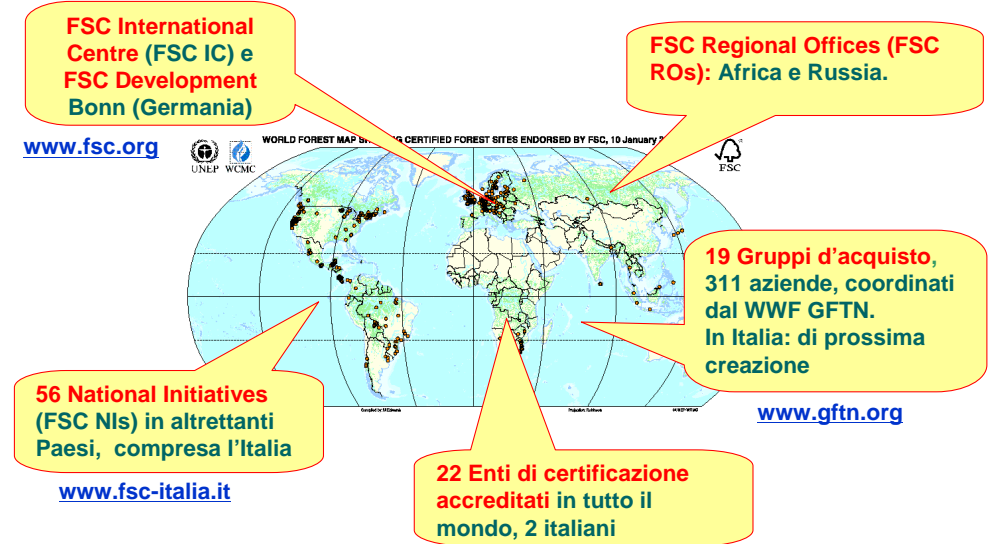 FSC International
Centre (FSC IC) e
FSC Development
Bonn (Germania)
FSC Regional Offices (FSC
ROs): Africa e Russia.
www.fsc.org
UNEP WCMC
WORLD FOREST MAP SH NG CERTIFIED FOREST SITES ENDORSED BY FSC, 10 January 2
FSC
19 Gruppi d'acquisto,
311 aziende, coordinati
dal WWF GFTN.
In Italia: di prossima
creazione
www.gftn.org
56 National Initiatives
(FSC NIs) in altrettanti
Paesi, compresa l'Italia
www.fsc-italia.it
22 Enti di certificazione
accreditati in tutto il
mondo, 2 italiani